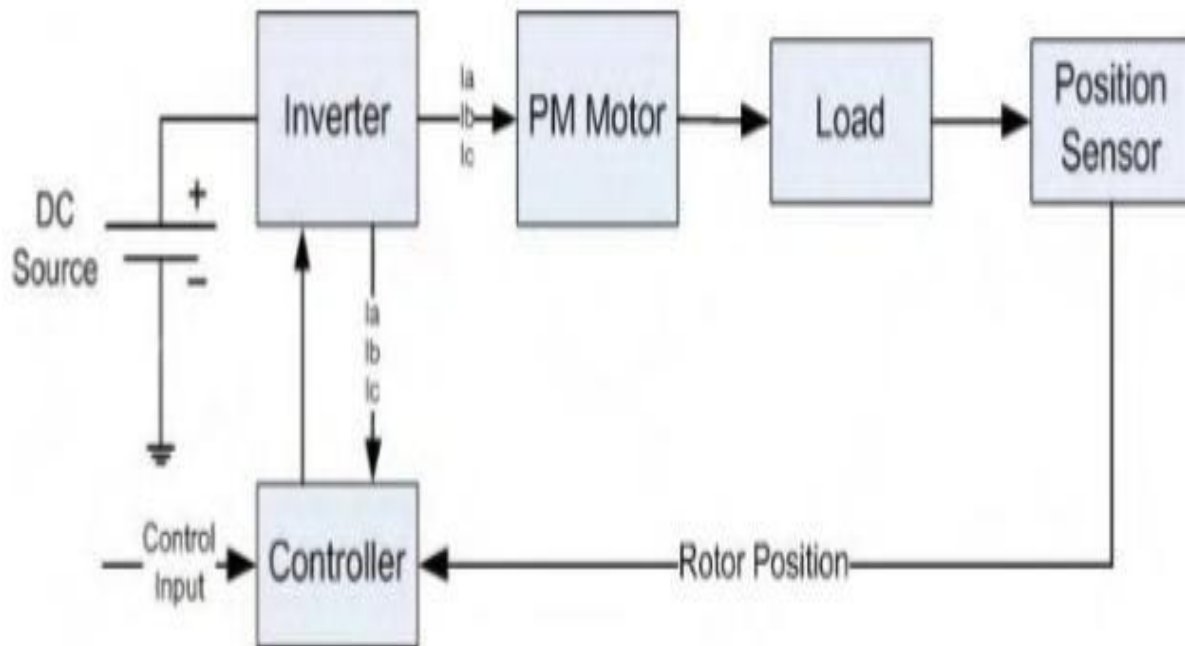 Inverter
Ia
Ib
Ic
PM Motor
Load
Position
Sensor
DC
Source
+
−
Ia
Ib
Ic
Control
Input
Controller
Rotor Position